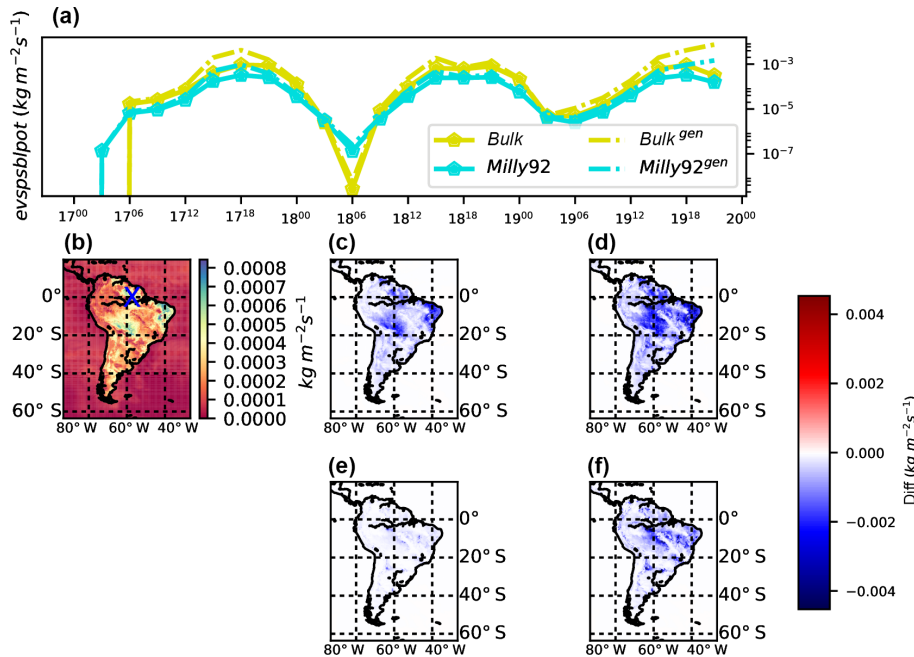 (a)
evspsblpot (kg m⁻² s⁻¹)
10⁻³
10⁻⁵
10⁻⁷
Bulk Bulk ᵍᵉⁿ
Milly92 Milly92ᵍᵉⁿ
17⁰⁰ 17⁰⁶ 17¹² 17¹⁸ 18⁰⁰ 18⁰⁶ 18¹² 18¹⁸ 19⁰⁰ 19⁰⁶ 19¹² 19¹⁸ 20⁰⁰
(b) (c) (d)
0°
20° S
40° S
60° S
80° W 60° W 40° W
X
0.0008
0.0007
0.0006
0.0005
0.0004
0.0003
0.0002
0.0001
0.0000
kg m⁻² s⁻¹
0°
20° S
40° S
60° S
80° W 60° W 40° W
0°
20° S
40° S
60° S
80° W 60° W 40° W
(e) (f)
0°
20° S
40° S
60° S
80° W 60° W 40° W
0°
20° S
40° S
60° S
80° W 60° W 40° W
0.004
0.002
0.000
−0.002
−0.004
Diff (kg m⁻² s⁻¹)